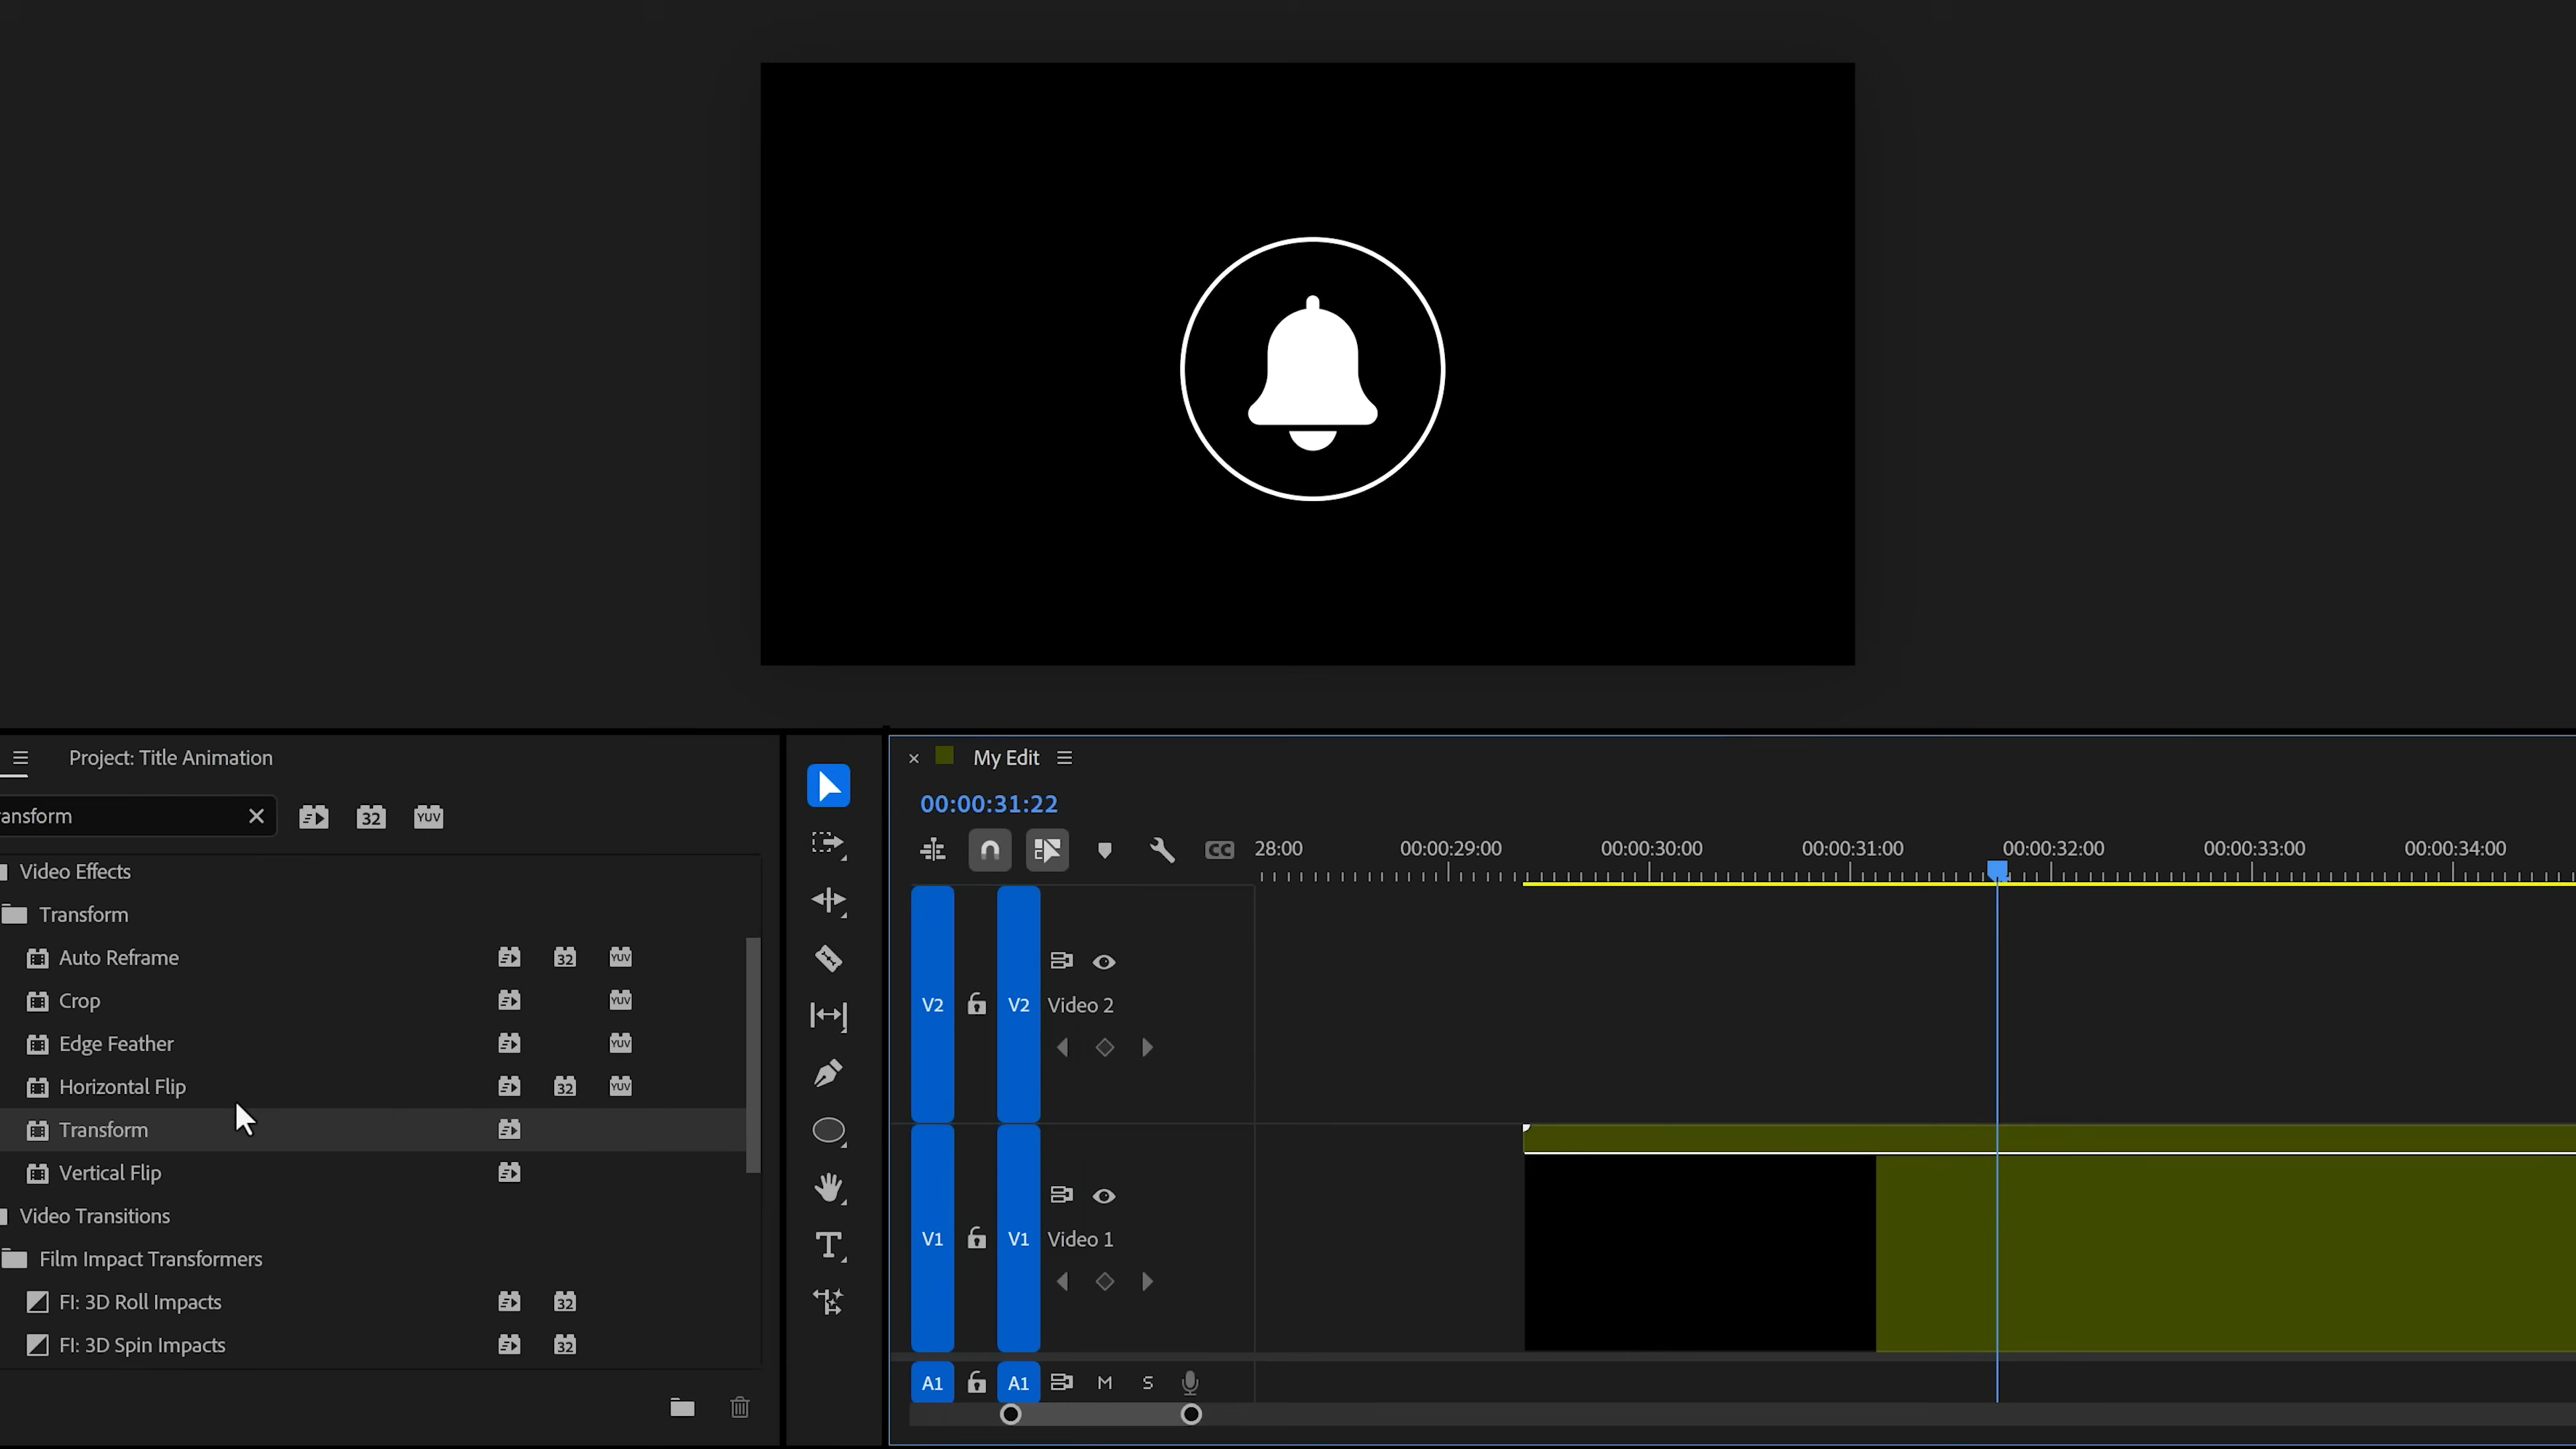 Project: Title Animation
ansform
32
YUV
Video Effects
Transform
Auto Reframe 32 YUV
Crop YUV
Edge Feather YUV
Horizontal Flip 32 YUV
Transform
Vertical Flip
Video Transitions
Film Impact Transformers
FI: 3D Roll Impacts 32
FI: 3D Spin Impacts 32
My Edit
00:00:31:22
CC
28:00 00:00:29:00 00:00:30:00 00:00:31:00 00:00:32:00 00:00:33:00 00:00:34:00
V2 V2 Video 2
V1 V1 Video 1
A1 A1 M S
T